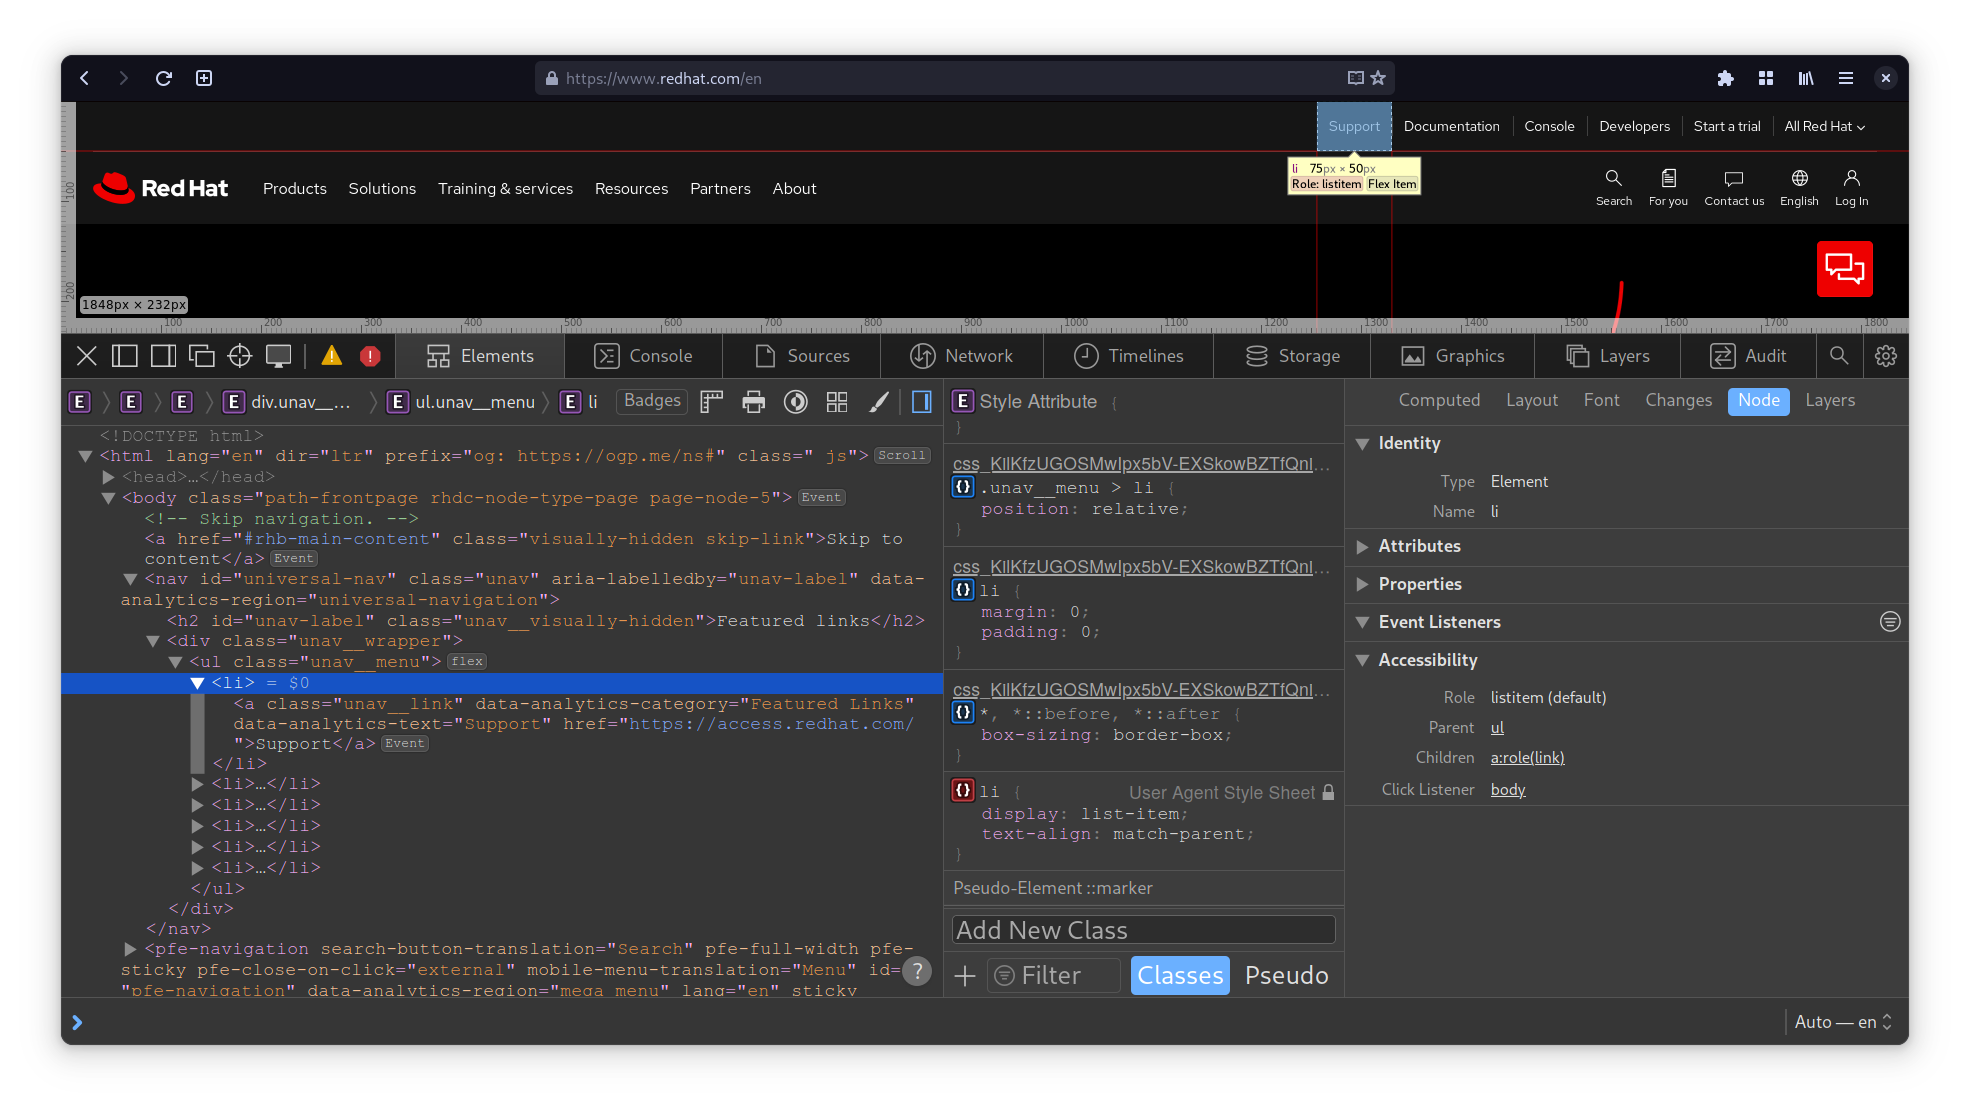 https://www.redhat.com/en
Support
Documentation
Console
Developers
Start a trial
All Red Hat
li 75px × 50px
Role: listitem Flex Item
Red Hat
Products
Solutions
Training & services
Resources
Partners
About
Search
For you
Contact us
English
Log In
100
200
1848px × 232px
100 200 300 400 500 600 700 800 900 1000 1100 1200 1300 1400 1500 1600 1700 1800
Elements
Console
Sources
Network
Timelines
Storage
Graphics
Layers
Audit
E E E E div.unav__… E ul.unav__menu E li
Badges
<!DOCTYPE html>
<html lang="en" dir="ltr" prefix="og: https://ogp.me/ns#" class=" js"> Scroll
<head>…</head>
<body class="path-frontpage rhdc-node-type-page page-node-5"> Event
<!-- Skip navigation. -->
<a href="#rhb-main-content" class="visually-hidden skip-link">Skip to
content</a> Event
<nav id="universal-nav" class="unav" aria-labelledby="unav-label" data-
analytics-region="universal-navigation">
<h2 id="unav-label" class="unav__visually-hidden">Featured links</h2>
<div class="unav__wrapper">
<ul class="unav__menu"> flex
<li> = $0
<a class="unav__link" data-analytics-category="Featured Links"
data-analytics-text="Support" href="https://access.redhat.com/
">Support</a> Event
</li>
<li>…</li>
<li>…</li>
<li>…</li>
<li>…</li>
<li>…</li>
</ul>
</div>
</nav>
<pfe-navigation search-button-translation="Search" pfe-full-width pfe-
sticky pfe-close-on-click="external" mobile-menu-translation="Menu" id=
"pfe-navigation" data-analytics-region="mega menu" lang="en" sticky
?
E Style Attribute {
}
css_KIlKfzUGOSMwIpx5bV-EXSkowBZTfQnl…
{} .unav__menu > li {
position: relative;
}
css_KIlKfzUGOSMwIpx5bV-EXSkowBZTfQnl…
{} li {
margin: 0;
padding: 0;
}
css_KIlKfzUGOSMwIpx5bV-EXSkowBZTfQnl…
{} *, *::before, *::after {
box-sizing: border-box;
}
{} li { User Agent Style Sheet
display: list-item;
text-align: match-parent;
}
Pseudo-Element ::marker
Add New Class
Filter
Classes
Pseudo
Computed
Layout
Font
Changes
Node
Layers
Identity
Type Element
Name li
Attributes
Properties
Event Listeners
Accessibility
Role listitem (default)
Parent ul
Children a:role(link)
Click Listener body
Auto — en